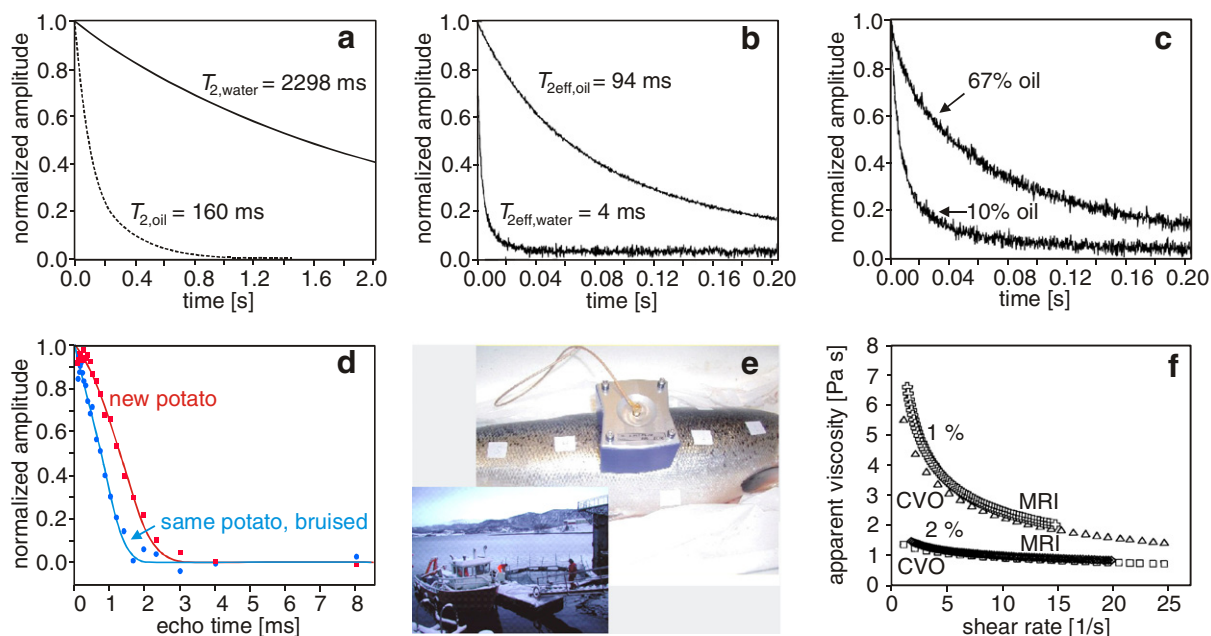 a
normalized amplitude
1.0
0.8
0.6
0.4
0.2
0.0
T2,water = 2298 ms
T2,oil = 160 ms
0.0 0.4 0.8 1.2 1.6 2.0
time [s]
b
normalized amplitude
1.0
0.8
0.6
0.4
0.2
0.0
T2eff,oil = 94 ms
T2eff,water = 4 ms
0.00 0.04 0.08 0.12 0.16 0.20
time [s]
c
normalized amplitude
1.0
0.8
0.6
0.4
0.2
0.0
67% oil
10% oil
0.00 0.04 0.08 0.12 0.16 0.20
time [s]
d
normalized amplitude
1.0
0.8
0.6
0.4
0.2
0.0
new potato
same potato, bruised
0 1 2 3 4 5 6 7 8
echo time [ms]
e
f
apparent viscosity [Pa s]
8
7
6
5
4
3
2
1
0
1 %
CVO
MRI
2 %
MRI
CVO
0 5 10 15 20 25
shear rate [1/s]